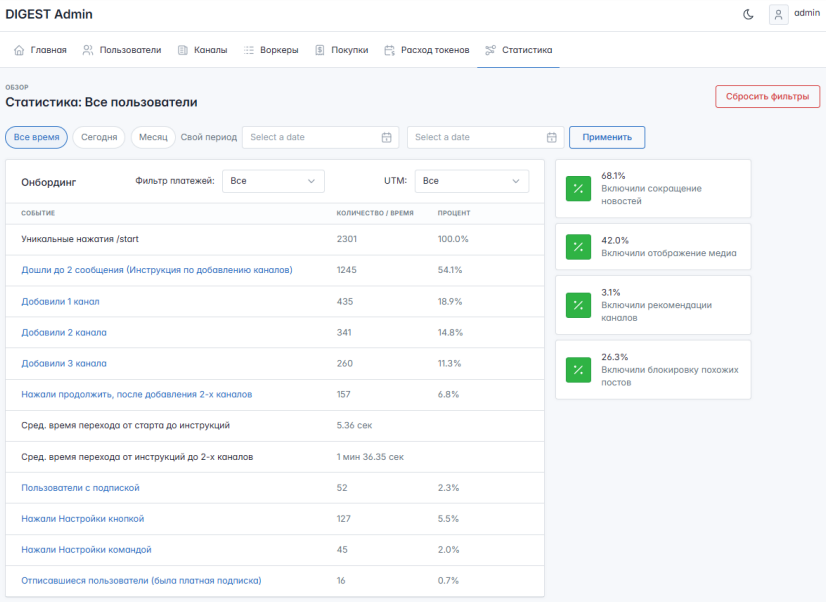 DIGEST Admin
admin
Главная
Пользователи
Каналы
Воркеры
Покупки
Расход токенов
Статистика
ОБЗОР
Статистика: Все пользователи
Сбросить фильтры
Все время
Сегодня
Месяц
Свой период
Select a date
Select a date
Применить
Онбординг
Фильтр платежей:
Все
UTM:
Все
СОБЫТИЕ КОЛИЧЕСТВО / ВРЕМЯ ПРОЦЕНТ
Уникальные нажатия /start 2301 100.0%
Дошли до 2 сообщения (Инструкция по добавлению каналов) 1245 54.1%
Добавили 1 канал 435 18.9%
Добавили 2 канала 341 14.8%
Добавили 3 канала 260 11.3%
Нажали продолжить, после добавления 2-х каналов 157 6.8%
Сред. время перехода от старта до инструкций 5.36 сек
Сред. время перехода от инструкций до 2-х каналов 1 мин 36.35 сек
Пользователи с подпиской 52 2.3%
Нажали Настройки кнопкой 127 5.5%
Нажали Настройки командой 45 2.0%
Отписавшиеся пользователи (была платная подписка) 16 0.7%
68.1%
Включили сокращение
новостей
42.0%
Включили отображение медиа
3.1%
Включили рекомендации
каналов
26.3%
Включили блокировку похожих
постов